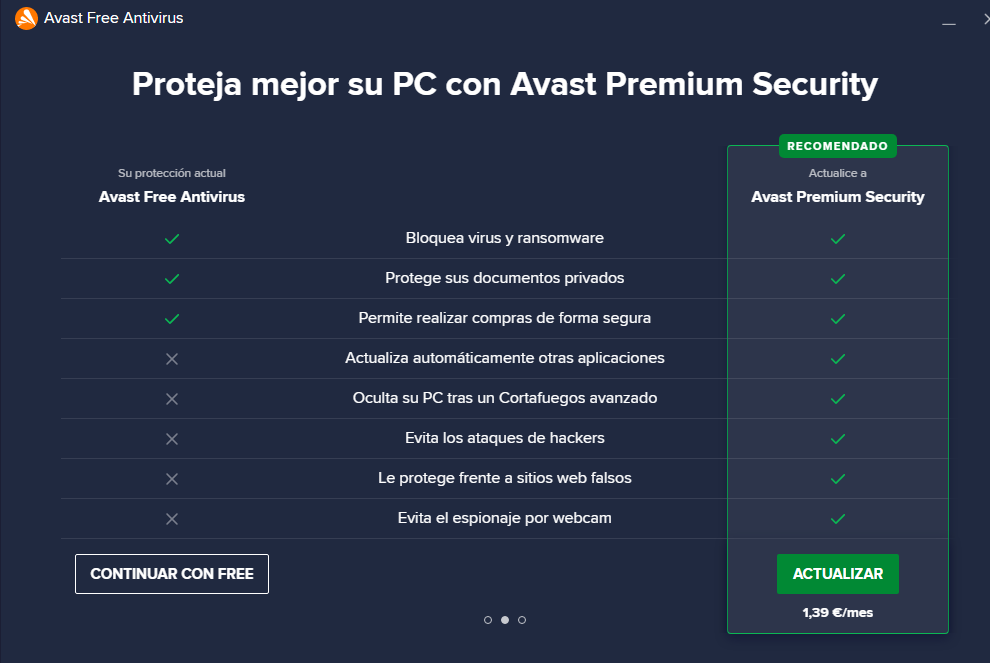 Avast Free Antivirus
Proteja mejor su PC con Avast Premium Security
RECOMENDADO
Su protección actual
Avast Free Antivirus
Actualice a
Avast Premium Security
Bloquea virus y ransomware
Protege sus documentos privados
Permite realizar compras de forma segura
Actualiza automáticamente otras aplicaciones
Oculta su PC tras un Cortafuegos avanzado
Evita los ataques de hackers
Le protege frente a sitios web falsos
Evita el espionaje por webcam
CONTINUAR CON FREE
ACTUALIZAR
1,39 €/mes